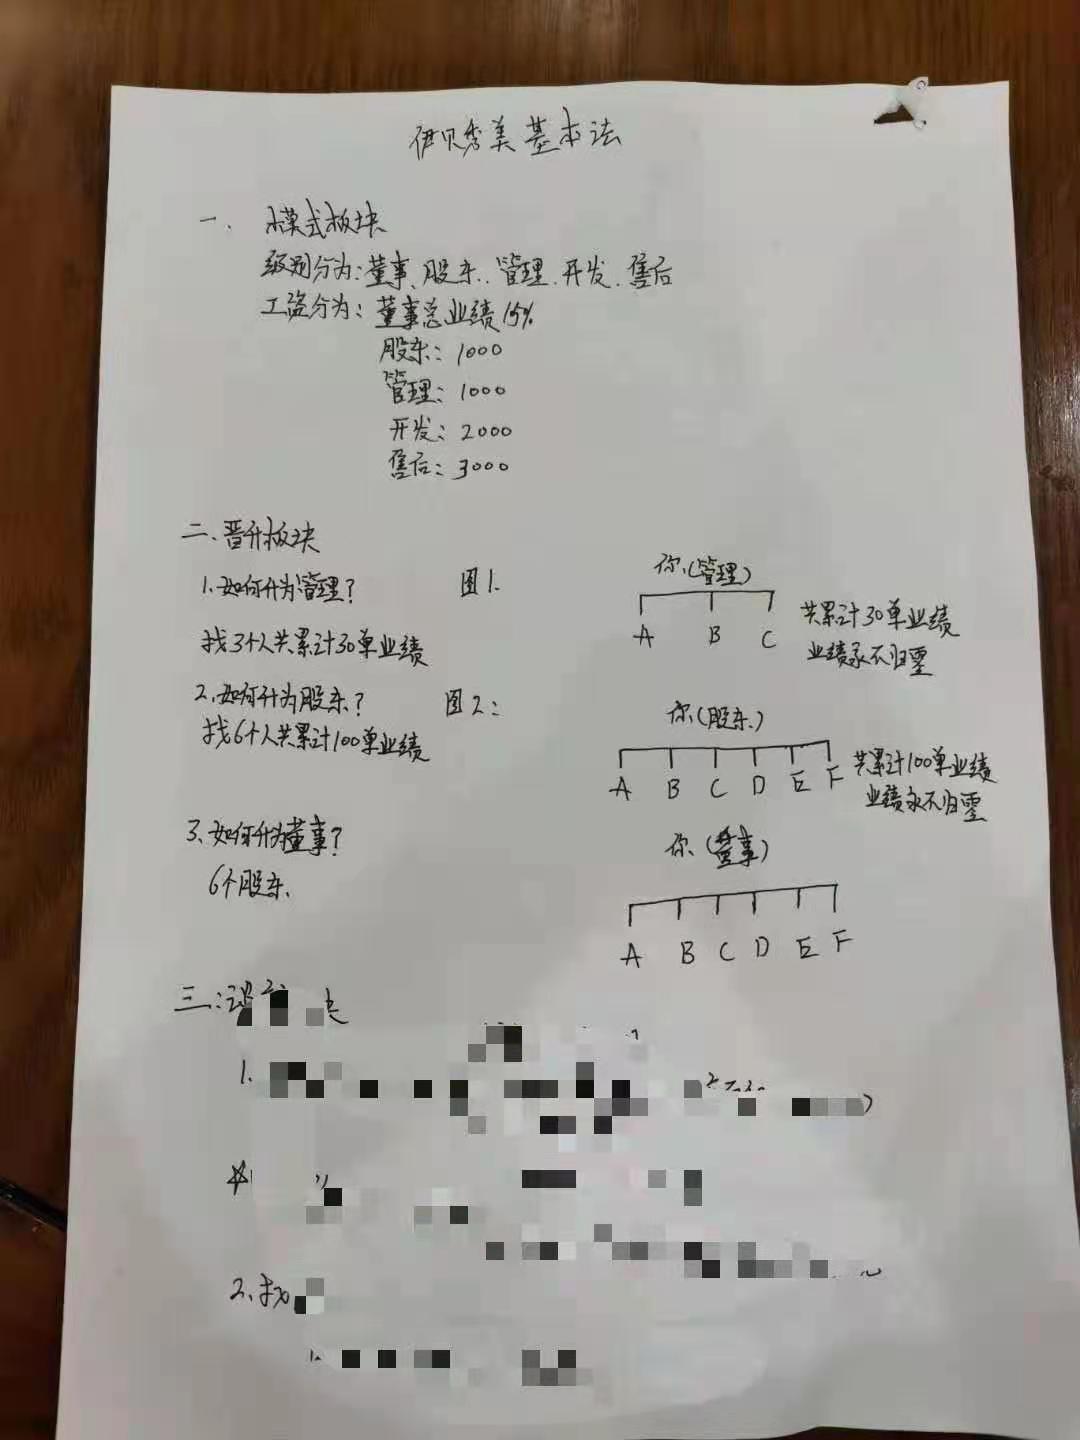 伊贝秀美基本法
一、模式板块
级别分为：董事、股东、管理、开发、售后
工资分为：董事总业绩15%
股东：1000
管理：1000
开发：2000
售后：3000
二、晋升板块
1、如何升为管理？
找3个人共累计30单业绩
图1、
你（管理）
A B C
共累计30单业绩
业绩永不归零
2、如何升为股东？
找6个人共累计100单业绩
图2：
你（股东）
A B C D E F
共累计100单业绩
业绩永不归零
3、如何升为董事？
6个股东、
你（董事）
A B C D E F
三：
1.
2、找